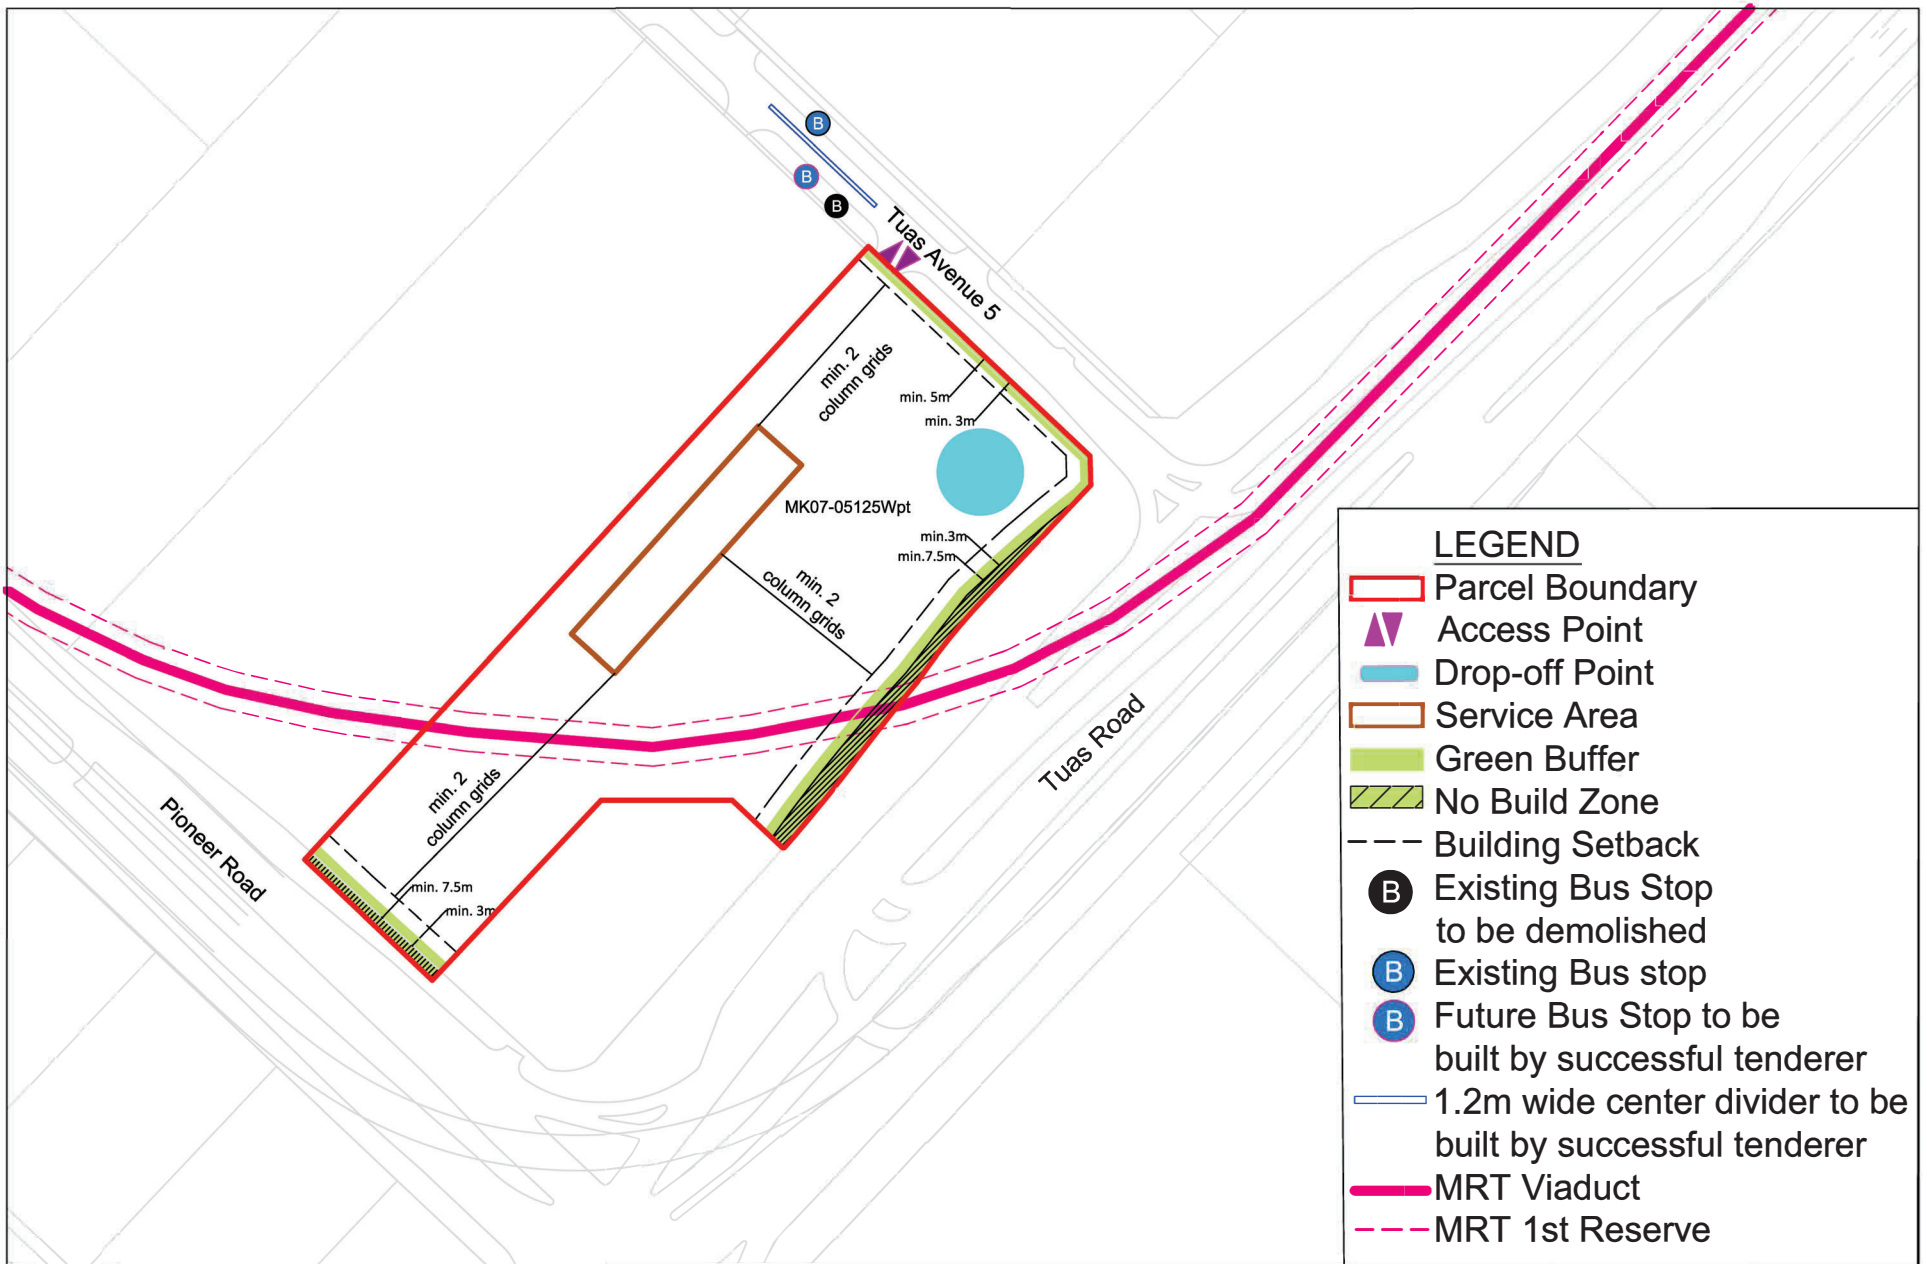 B
B
B
Tuas Avenue 5
min. 2
column grids
min. 5m
min. 3m
MK07-05125Wpt
min.3m
min.7.5m
min. 2
column grids
Tuas Road
min. 2
column grids
Pioneer Road
min. 7.5m
min. 3m
LEGEND
Parcel Boundary
Access Point
Drop-off Point
Service Area
Green Buffer
No Build Zone
Building Setback
B Existing Bus Stop
to be demolished
B Existing Bus stop
B Future Bus Stop to be
built by successful tenderer
1.2m wide center divider to be
built by successful tenderer
MRT Viaduct
MRT 1st Reserve